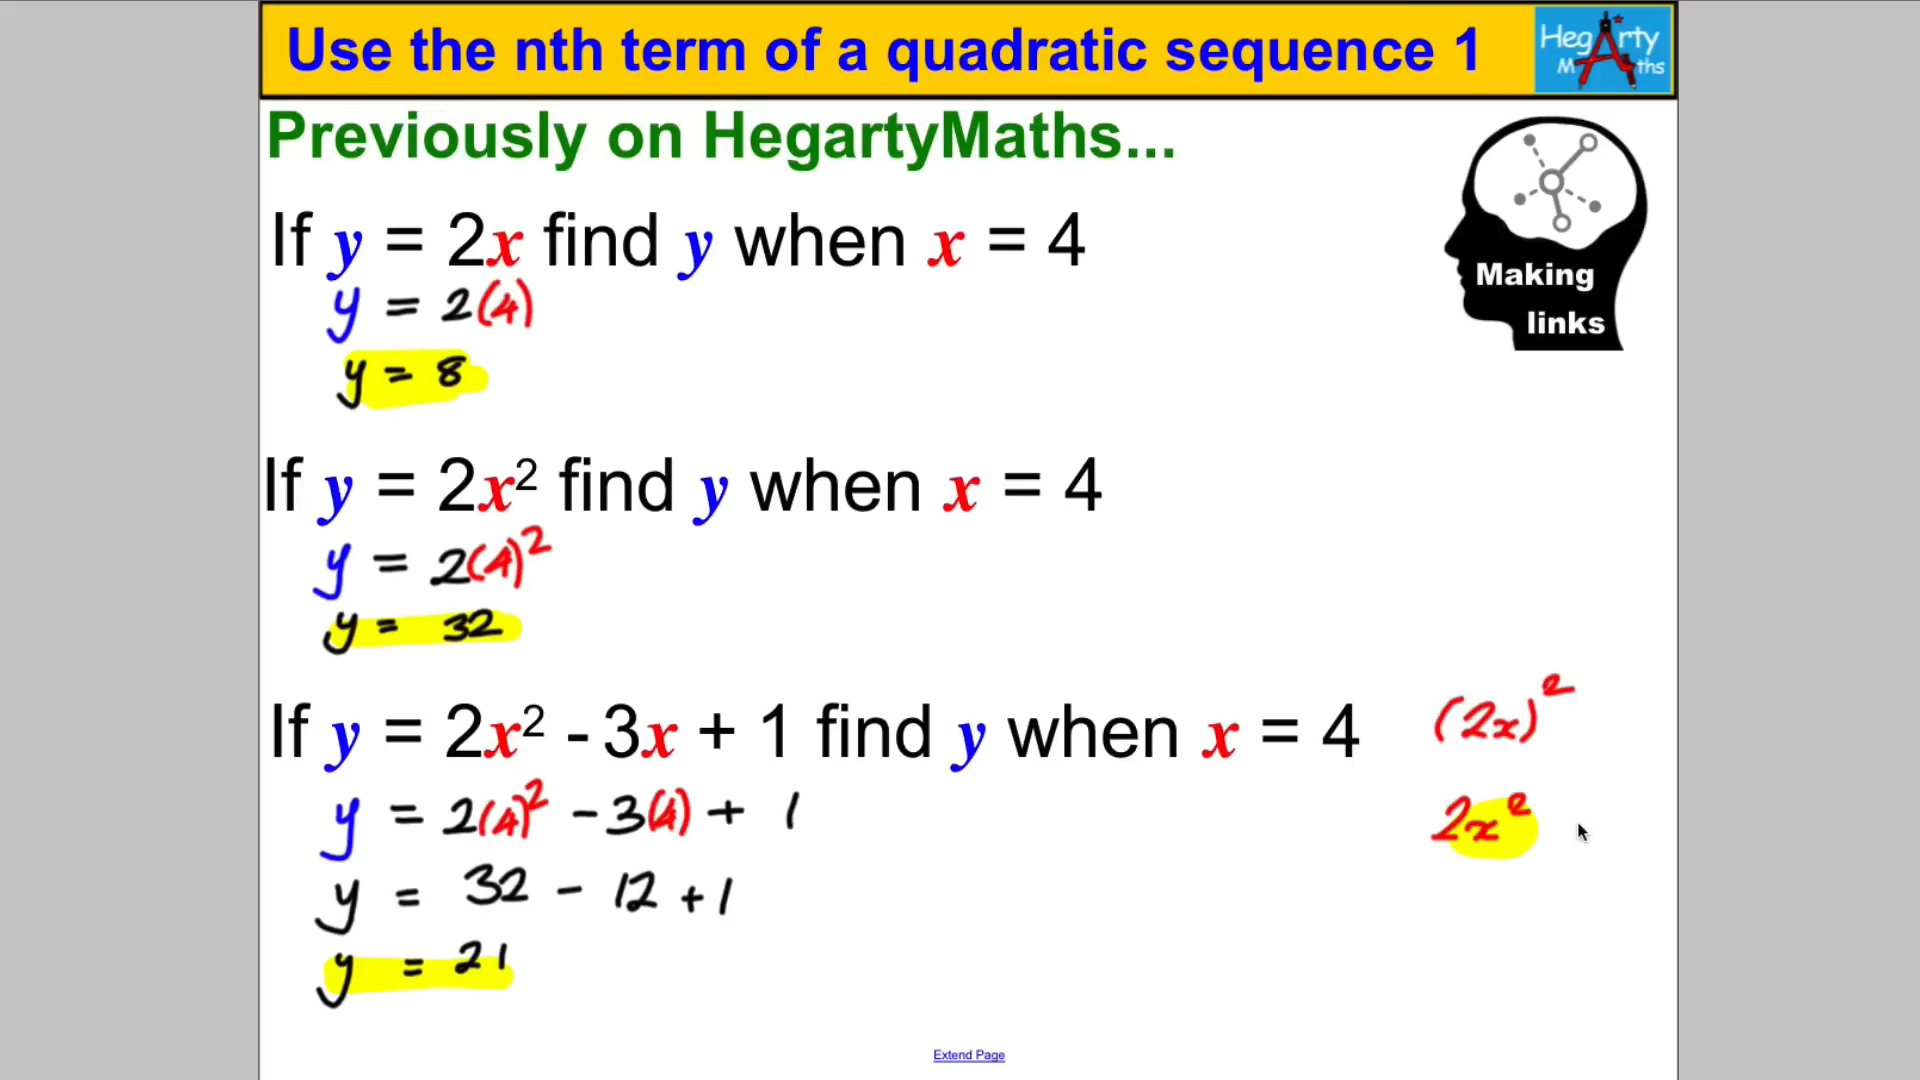 Use the nth term of a quadratic sequence 1
Hegarty
Maths
Previously on HegartyMaths...
Making
links
If y = 2x find y when x = 4
y = 2(4)
y = 8
If y = 2x² find y when x = 4
y = 2(4)²
y = 32
If y = 2x² - 3x + 1 find y when x = 4
(2x)²
y = 2(4)² - 3(4) + 1
2x²
y = 32 - 12 + 1
y = 21
Extend Page